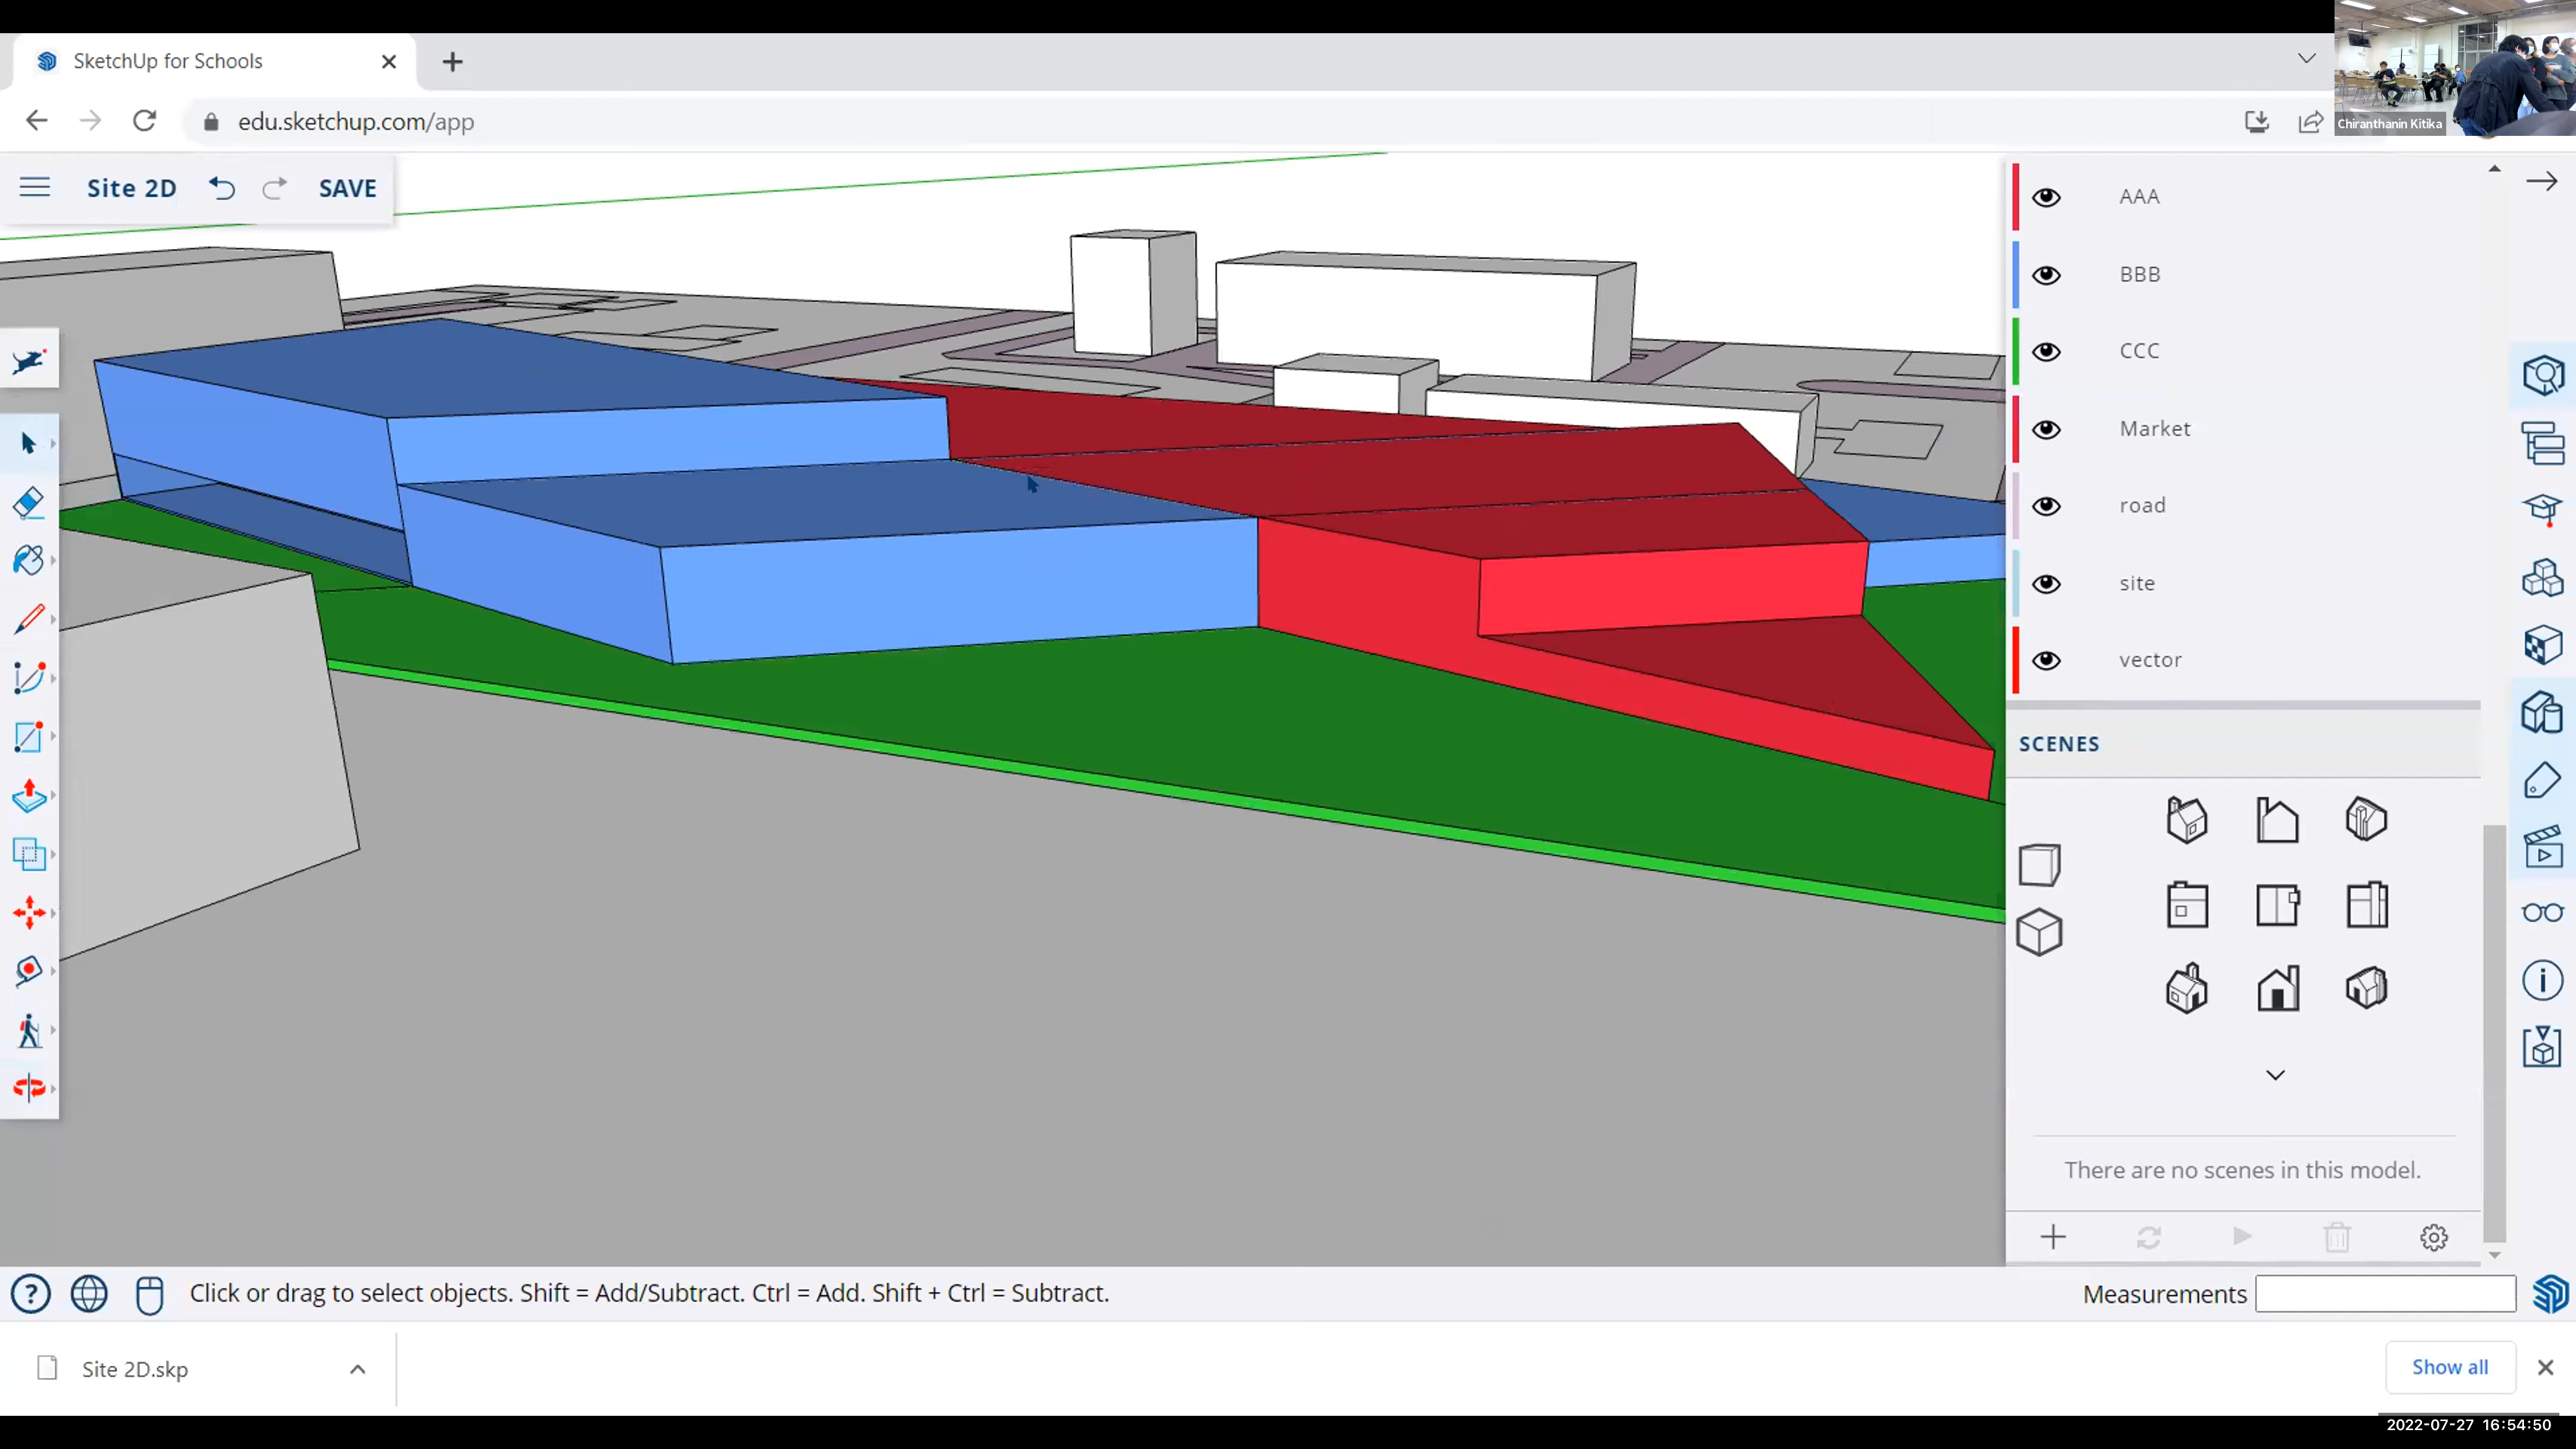 SketchUp for Schools
edu.sketchup.com/app
Chiranthanin Kitika
Site 2D
SAVE
AAA
BBB
CCC
Market
road
site
vector
SCENES
There are no scenes in this model.
Click or drag to select objects. Shift = Add/Subtract. Ctrl = Add. Shift + Ctrl = Subtract.
Measurements
Site 2D.skp
Show all
2022-07-27 16:54:50